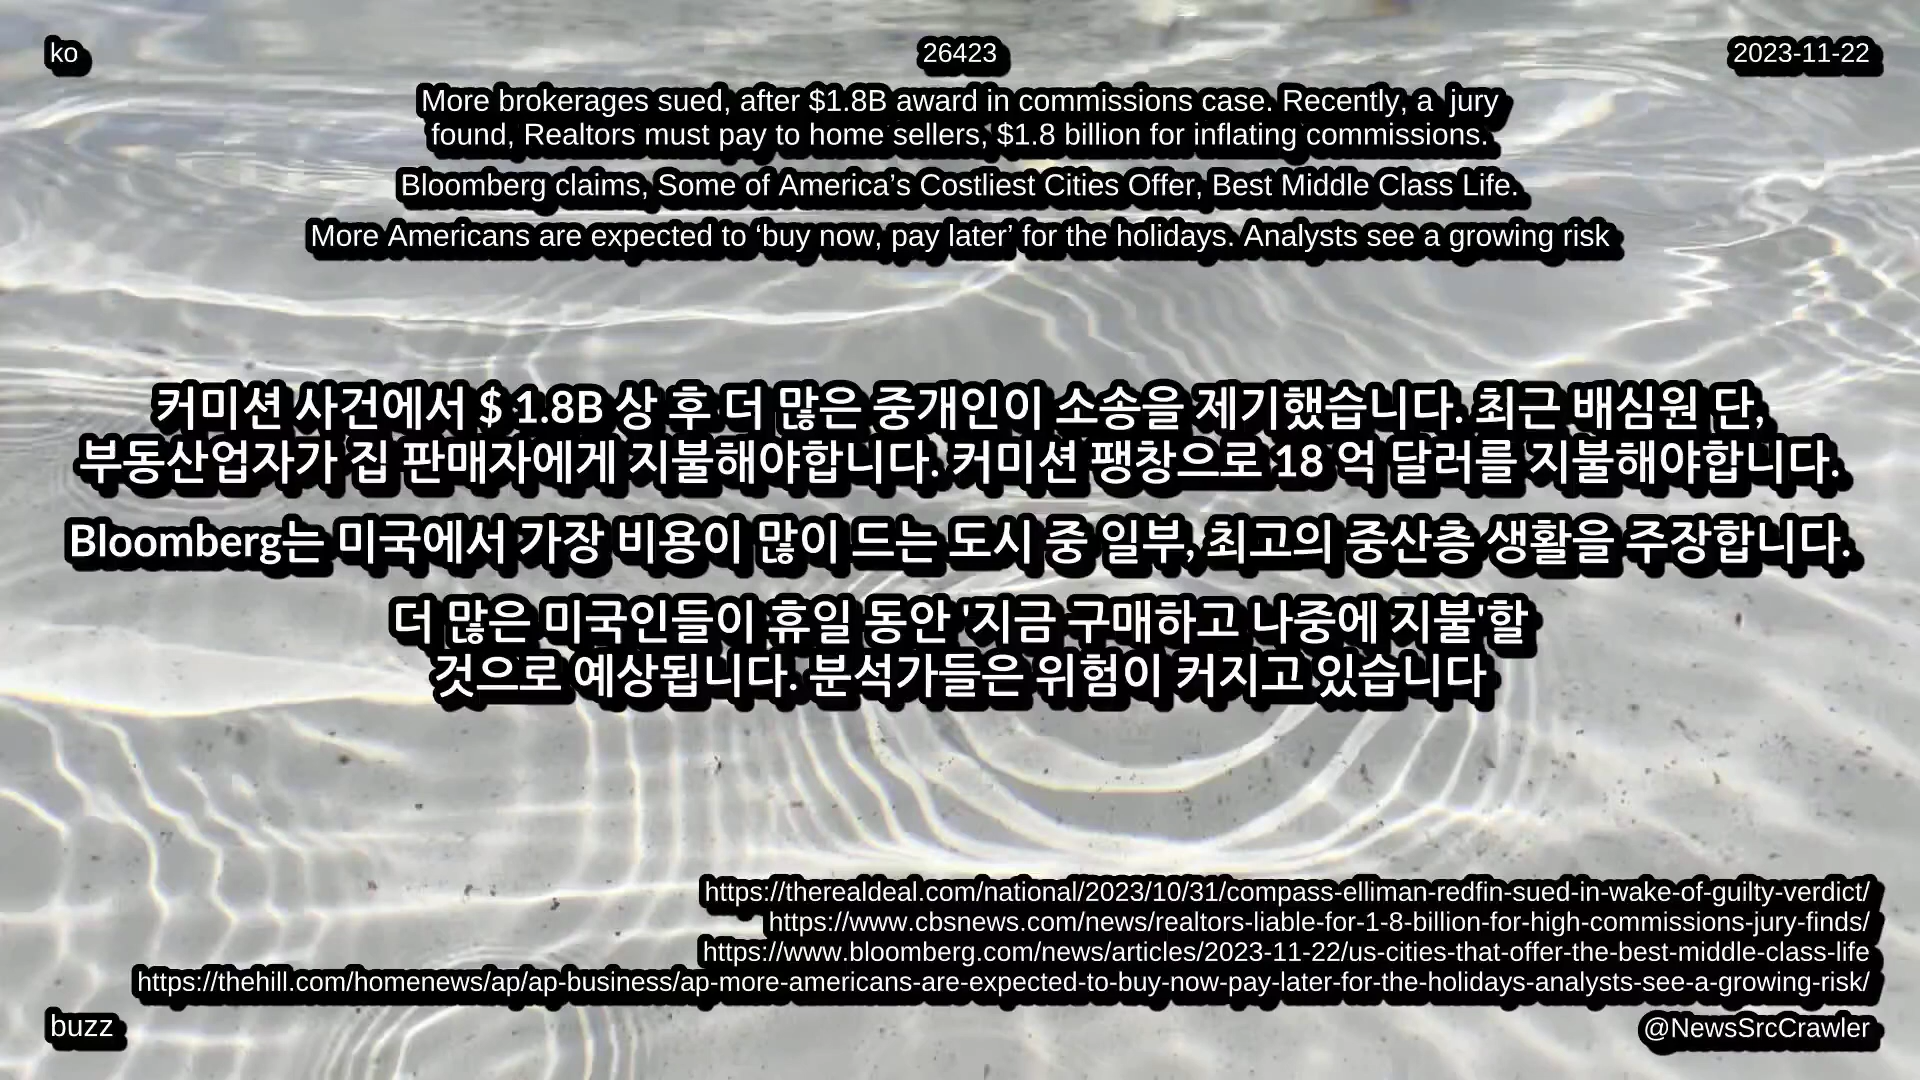 ko
26423
2023-11-22
More brokerages sued, after $1.8B award in commissions case. Recently, a  jury
found, Realtors must pay to home sellers, $1.8 billion for inflating commissions.
Bloomberg claims, Some of America’s Costliest Cities Offer, Best Middle Class Life.
More Americans are expected to ‘buy now, pay later’ for the holidays. Analysts see a growing risk
커미션 사건에서 $ 1.8B 상 후 더 많은 중개인이 소송을 제기했습니다. 최근 배심원 단,
부동산업자가 집 판매자에게 지불해야합니다. 커미션 팽창으로 18 억 달러를 지불해야합니다.
Bloomberg는 미국에서 가장 비용이 많이 드는 도시 중 일부, 최고의 중산층 생활을 주장합니다.
더 많은 미국인들이 휴일 동안 '지금 구매하고 나중에 지불'할
것으로 예상됩니다. 분석가들은 위험이 커지고 있습니다
https://therealdeal.com/national/2023/10/31/compass-elliman-redfin-sued-in-wake-of-guilty-verdict/
https://www.cbsnews.com/news/realtors-liable-for-1-8-billion-for-high-commissions-jury-finds/
https://www.bloomberg.com/news/articles/2023-11-22/us-cities-that-offer-the-best-middle-class-life
https://thehill.com/homenews/ap/ap-business/ap-more-americans-are-expected-to-buy-now-pay-later-for-the-holidays-analysts-see-a-growing-risk/
buzz
@NewsSrcCrawler